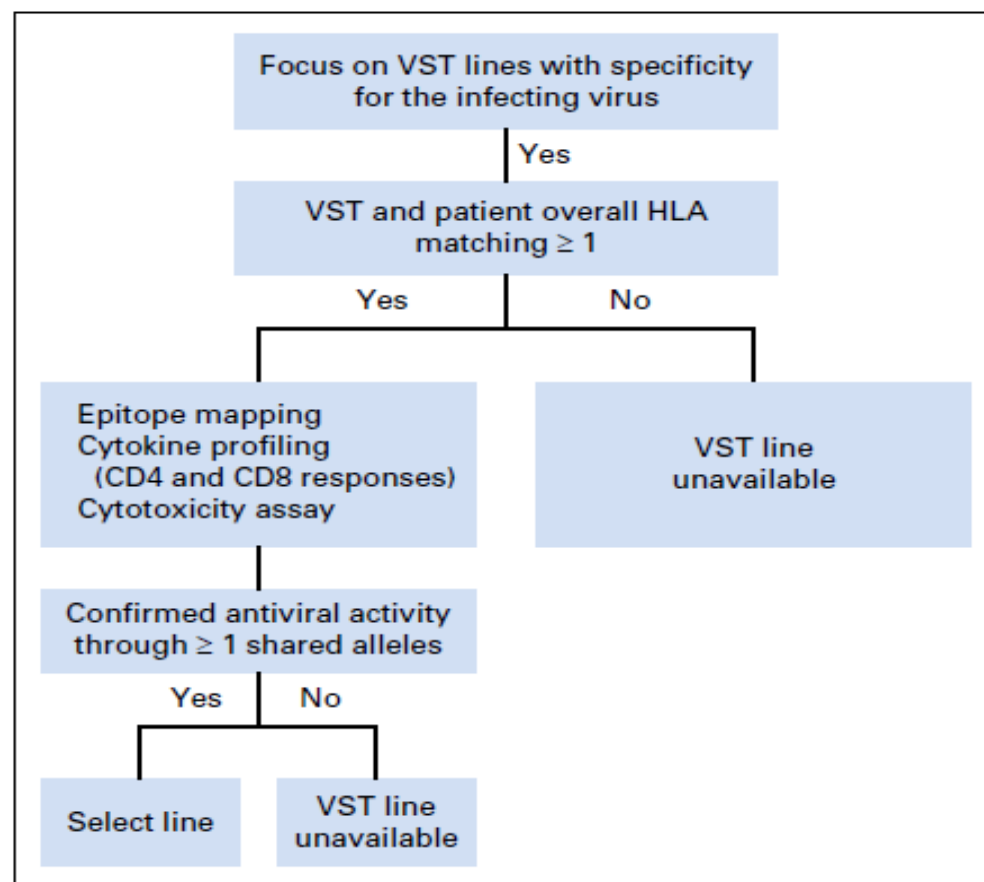 Focus on VST lines with specificity
for the infecting virus
Yes
VST and patient overall HLA
matching ≥ 1
Yes
No
Epitope mapping
Cytokine profiling
(CD4 and CD8 responses)
Cytotoxicity assay
VST line
unavailable
Confirmed antiviral activity
through ≥ 1 shared alleles
Yes
No
Select line
VST line
unavailable